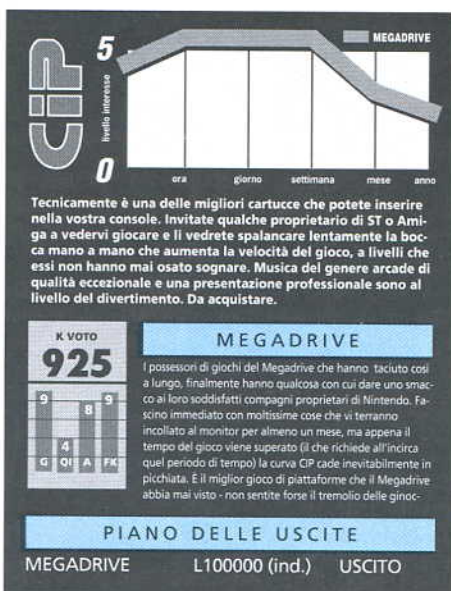 CIP
MEGADRIVE
5
livello interesse
0
ora giorno settimana mese anno
Tecnicamente è una delle migliori cartucce che potete inserire
nella vostra console. Invitate qualche proprietario di ST o Ami-
ga a vedervi giocare e li vedrete spalancare lentamente la boc-
ca mano a mano che aumenta la velocità del gioco, a livelli che
essi non hanno mai osato sognare. Musica del genere arcade di
qualità eccezionale e una presentazione professionale sono al
livello del divertimento. Da acquistare.
K VOTO
925
9 4 8 9
G QI A FK
MEGADRIVE
I possessori di giochi del Megadrive che hanno taciuto così
a lungo, finalmente hanno qualcosa con cui dare uno smac-
co ai loro soddisfatti compagni proprietari di Nintendo. Fa-
scino immediato con moltissime cose che vi terranno
incollato al monitor per almeno un mese, ma appena il
tempo del gioco viene superato (il che richiede all'incirca
quel periodo di tempo) la curva CIP cade inevitabilmente in
picchiata. E il miglior gioco di piattaforme che il Megadrive
abbia mai visto - non sentite forse il tremolio delle ginoc-
PIANO DELLE USCITE
MEGADRIVE L100000 (ind.) USCITO